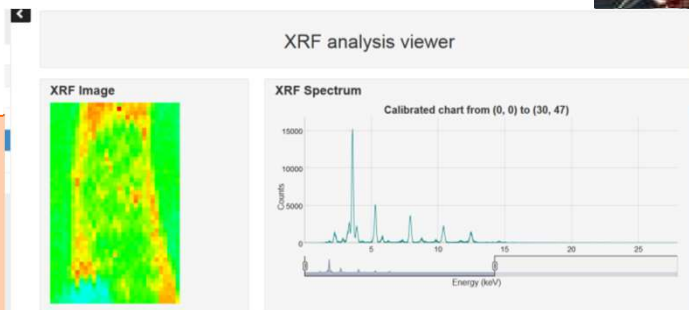 XRF analysis viewer
XRF Image
XRF Spectrum
Calibrated chart from (0, 0) to (30, 47)
15000
10000
5000
0
Counts
5
10
15
20
25
Energy (keV)